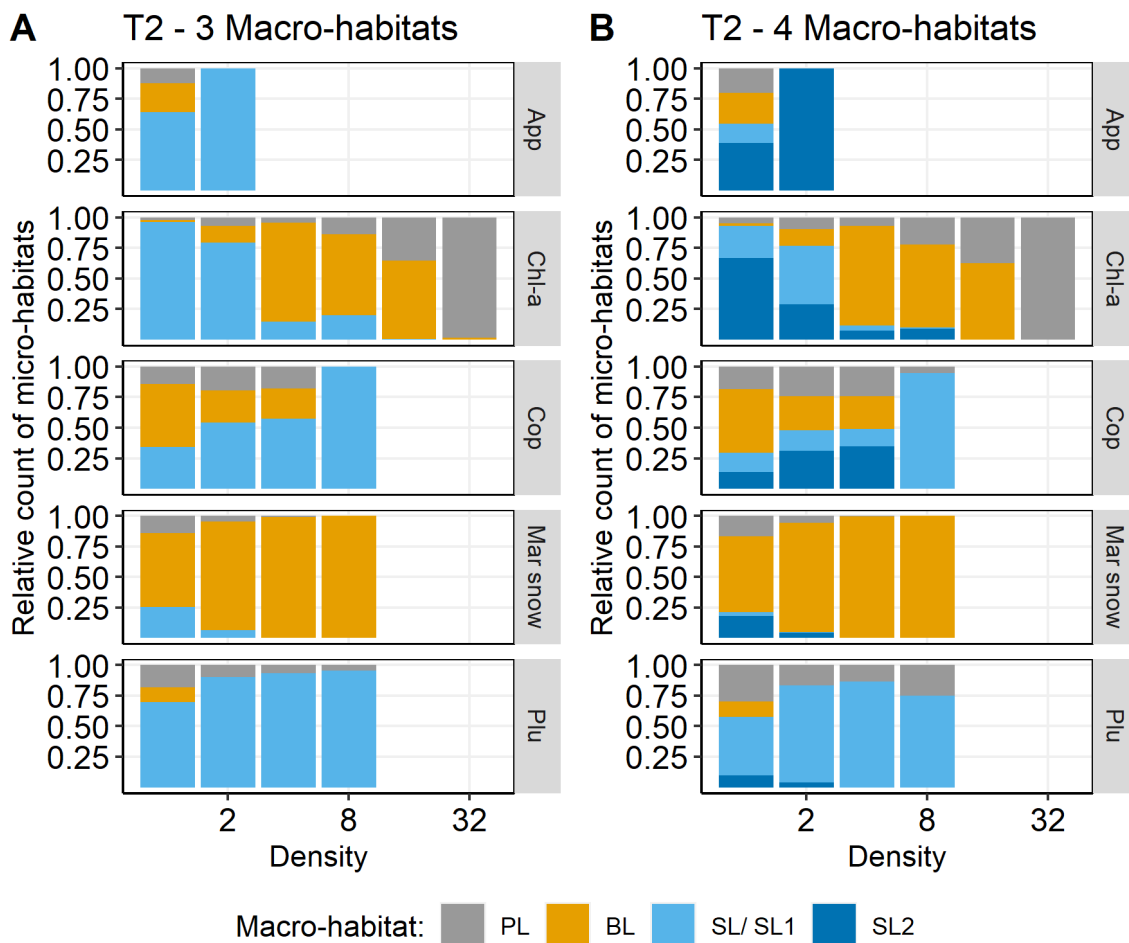 A T2 - 3 Macro-habitats
B T2 - 4 Macro-habitats
Relative count of micro-habitats
1.00
0.75
0.50
0.25
App
1.00
0.75
0.50
0.25
Chl-a
1.00
0.75
0.50
0.25
Cop
1.00
0.75
0.50
0.25
Mar snow
1.00
0.75
0.50
0.25
Plu
2 8 32
Density
Relative count of micro-habitats
1.00
0.75
0.50
0.25
App
1.00
0.75
0.50
0.25
Chl-a
1.00
0.75
0.50
0.25
Cop
1.00
0.75
0.50
0.25
Mar snow
1.00
0.75
0.50
0.25
Plu
2 8 32
Density
Macro-habitat: PL BL SL/ SL1 SL2